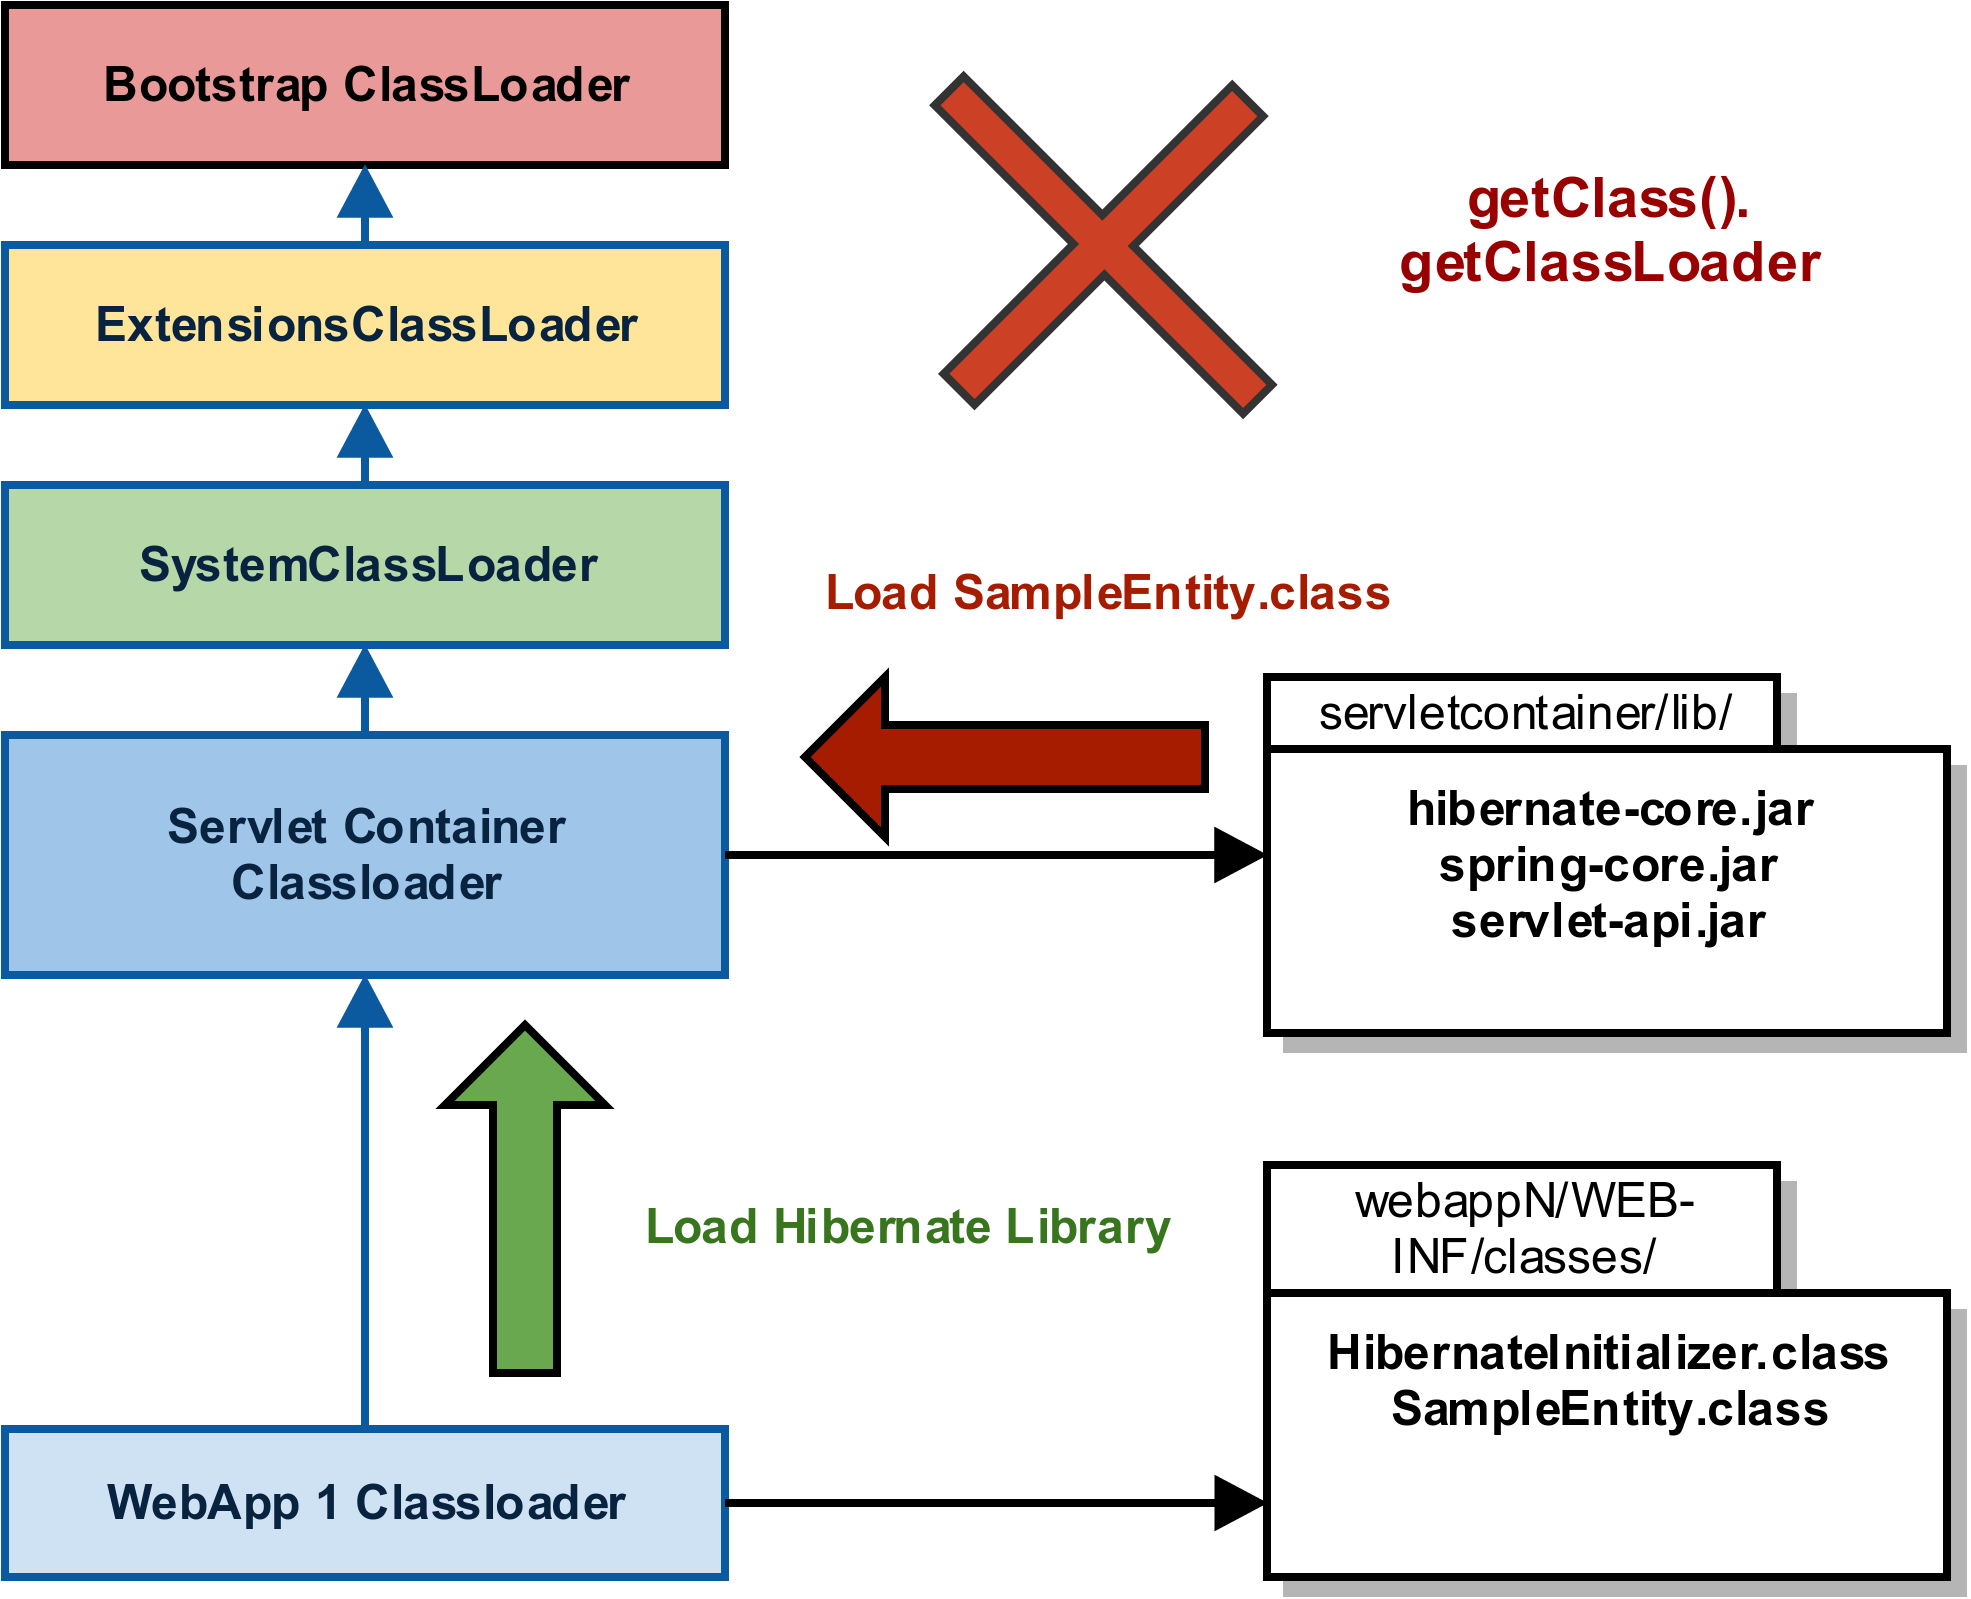 Bootstrap ClassLoader
getClass().
getClassLoader
ExtensionsClassLoader
SystemClassLoader
Load SampleEntity.class
servletcontainer/lib/
hibernate-core.jar
spring-core.jar
servlet-api.jar
Servlet Container
Classloader
Load Hibernate Library
webappN/WEB-
INF/classes/
HibernateInitializer.class
SampleEntity.class
WebApp 1 Classloader